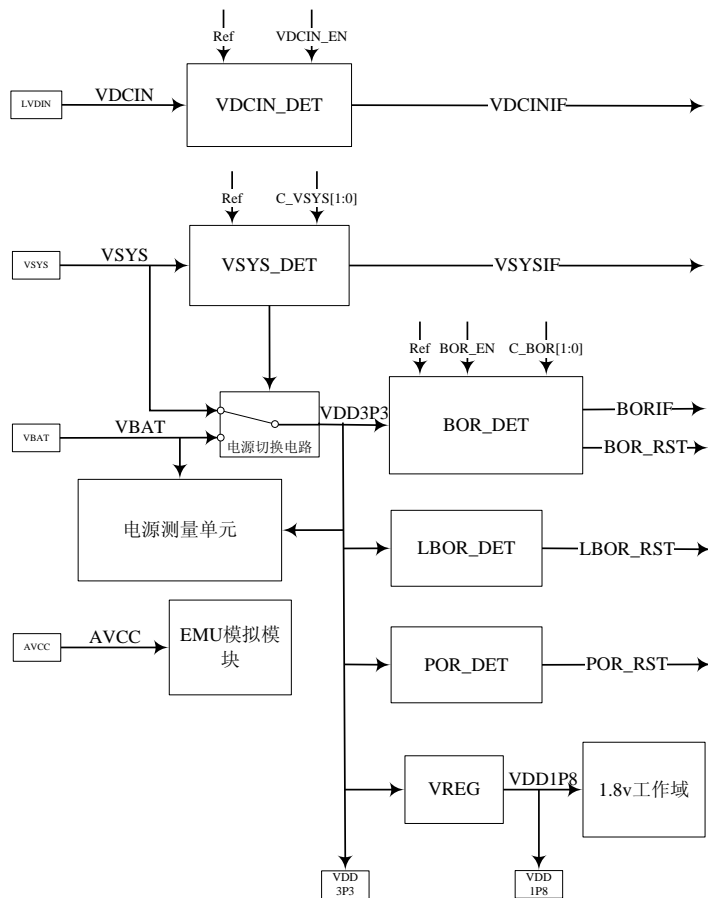 Ref
VDCIN_EN
LVDIN
VDCIN
VDCIN_DET
VDCINIF
Ref
C_VSYS[1:0]
VSYS
VSYS
VSYS_DET
VSYSIF
Ref
BOR_EN
C_BOR[1:0]
VDD3P3
BOR_DET
BORIF
BOR_RST
VBAT
VBAT
电源切换电路
电源测量单元
LBOR_DET
LBOR_RST
AVCC
AVCC
EMU模拟模
块
POR_DET
POR_RST
VREG
VDD1P8
1.8v工作域
VDD
3P3
VDD
1P8